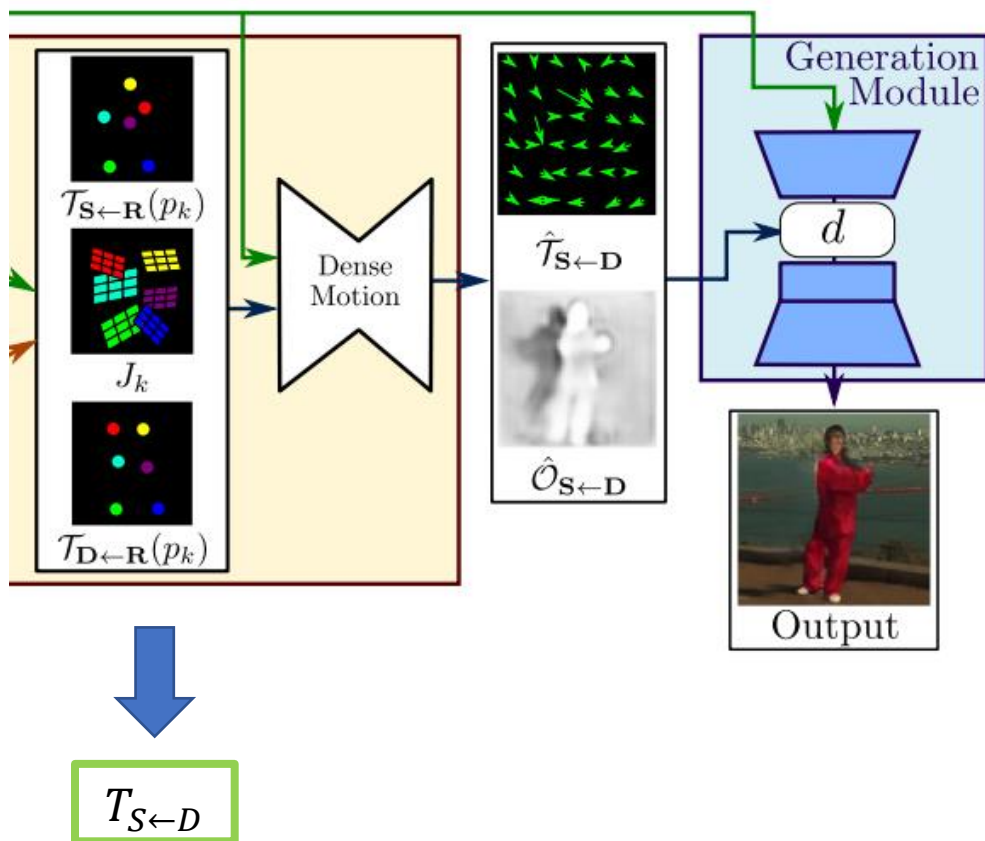 Generation
Module
𝒯_{S←R}(p_k)
d
Dense
Motion
𝒯̂_{S←D}
J_k
𝒪̂_{S←D}
𝒯_{D←R}(p_k)
Output
T_{S←D}